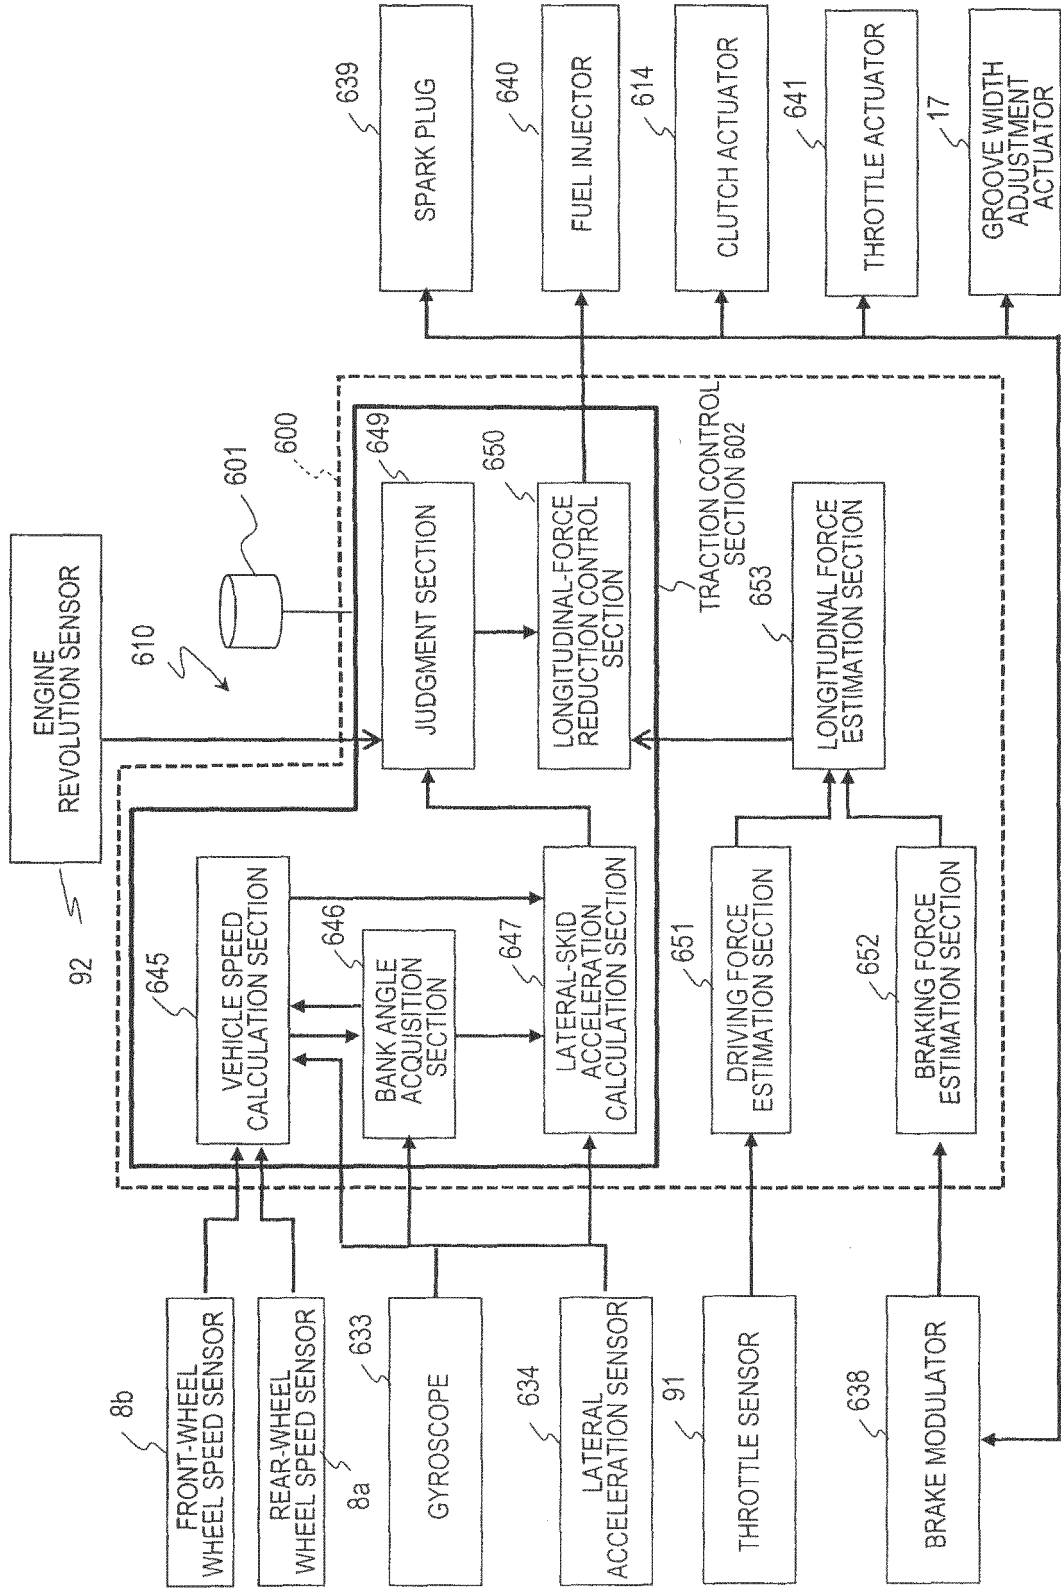 FRONT-WHEEL
WHEEL SPEED SENSOR
8b
REAR-WHEEL
WHEEL SPEED SENSOR
8a
GYROSCOPE
633
LATERAL
ACCELERATION SENSOR
634
THROTTLE SENSOR
91
BRAKE MODULATOR
638
ENGINE
REVOLUTION SENSOR
92
610
601
600
VEHICLE SPEED
CALCULATION SECTION
645
BANK ANGLE
ACQUISITION
SECTION
646
LATERAL-SKID
ACCELERATION
CALCULATION SECTION
647
DRIVING FORCE
ESTIMATION SECTION
651
BRAKING FORCE
ESTIMATION SECTION
652
JUDGMENT SECTION
649
LONGITUDINAL-FORCE
REDUCTION CONTROL
SECTION
650
TRACTION CONTROL
SECTION 602
LONGITUDINAL FORCE
ESTIMATION SECTION
653
SPARK PLUG
639
FUEL INJECTOR
640
CLUTCH ACTUATOR
614
THROTTLE ACTUATOR
641
GROOVE WIDTH
ADJUSTMENT
ACTUATOR
17